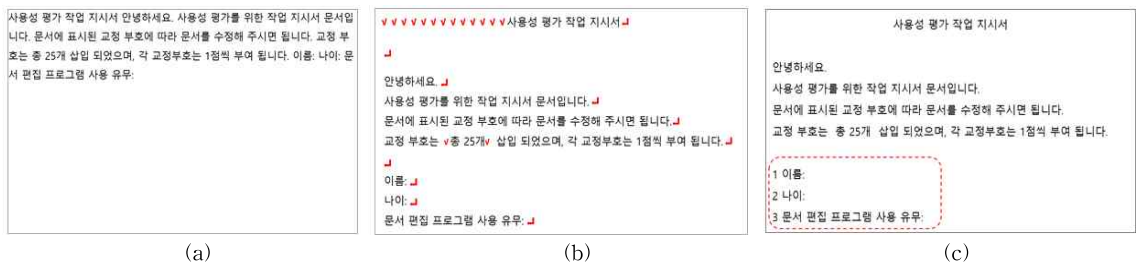 사용성 평가 작업 지시서 안녕하세요. 사용성 평가를 위한 작업 지시서 문서입
니다. 문서에 표시된 교정 부호에 따라 문서를 수정해 주시면 됩니다. 교정 부
호는 총 25개 삽입 되었으며, 각 교정부호는 1점씩 부여 됩니다. 이름: 나이: 문
서 편집 프로그램 사용 유무:
(a)
∨∨∨∨∨∨∨∨∨∨∨∨∨사용성 평가 작업 지시서↵
↵
안녕하세요. ↵
사용성 평가를 위한 작업 지시서 문서입니다.↵
문서에 표시된 교정 부호에 따라 문서를 수정해 주시면 됩니다.↵
교정 부호는 ∨총 25개∨ 삽입 되었으며, 각 교정부호는 1점씩 부여 됩니다.↵
↵
이름: ↵
나이: ↵
문서 편집 프로그램 사용 유무: ↵
(b)
사용성 평가 작업 지시서
안녕하세요.
사용성 평가를 위한 작업 지시서 문서입니다.
문서에 표시된 교정 부호에 따라 문서를 수정해 주시면 됩니다.
교정 부호는 총 25개 삽입 되었으며, 각 교정부호는 1점씩 부여 됩니다.
1 이름:
2 나이:
3 문서 편집 프로그램 사용 유무:
(c)